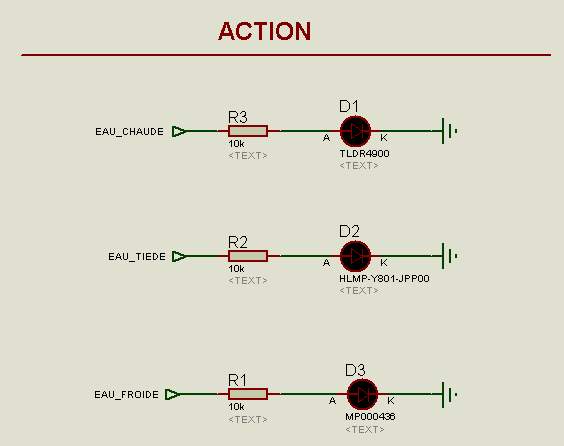 ACTION
R3
D1
EAU_CHAUDE
A
K
10k
TLDR4900
<TEXT>
<TEXT>
R2
D2
EAU_TIEDE
A
K
10k
HLMP-Y801-JPP00
<TEXT>
<TEXT>
R1
D3
EAU_FROIDE
A
K
10k
MP000436
<TEXT>
<TEXT>